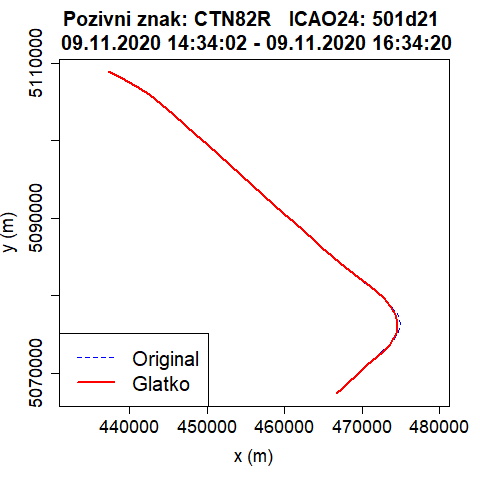 Pozivni znak: CTN82R   ICAO24: 501d21
09.11.2020 14:34:02 - 09.11.2020 16:34:20
5110000
5090000
5070000
y (m)
Original
Glatko
440000 450000 460000 470000 480000
x (m)